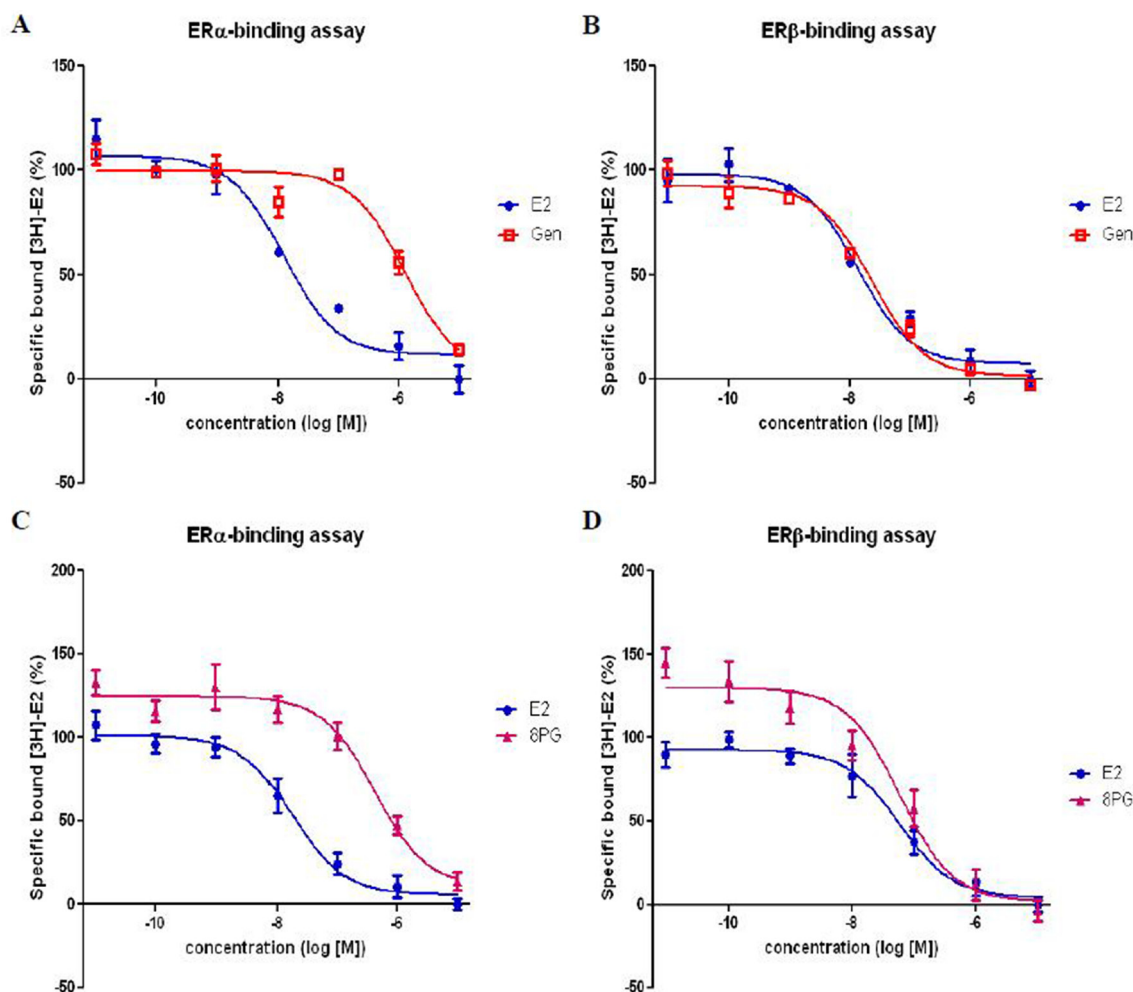 A
ERα-binding assay
Specific bound [3H]-E2 (%)
150
100
50
0
-50
-10
-8
-6
concentration (log [M])
E2
Gen
B
ERβ-binding assay
Specific bound [3H]-E2 (%)
150
100
50
0
-50
-10
-8
-6
concentration (log [M])
E2
Gen
C
ERα-binding assay
Specific bound [3H]-E2 (%)
200
150
100
50
0
-50
-10
-8
-6
concentration (log [M])
E2
8PG
D
ERβ-binding assay
Specific bound [3H]-E2 (%)
200
150
100
50
0
-50
-10
-8
-6
concentration (log [M])
E2
8PG